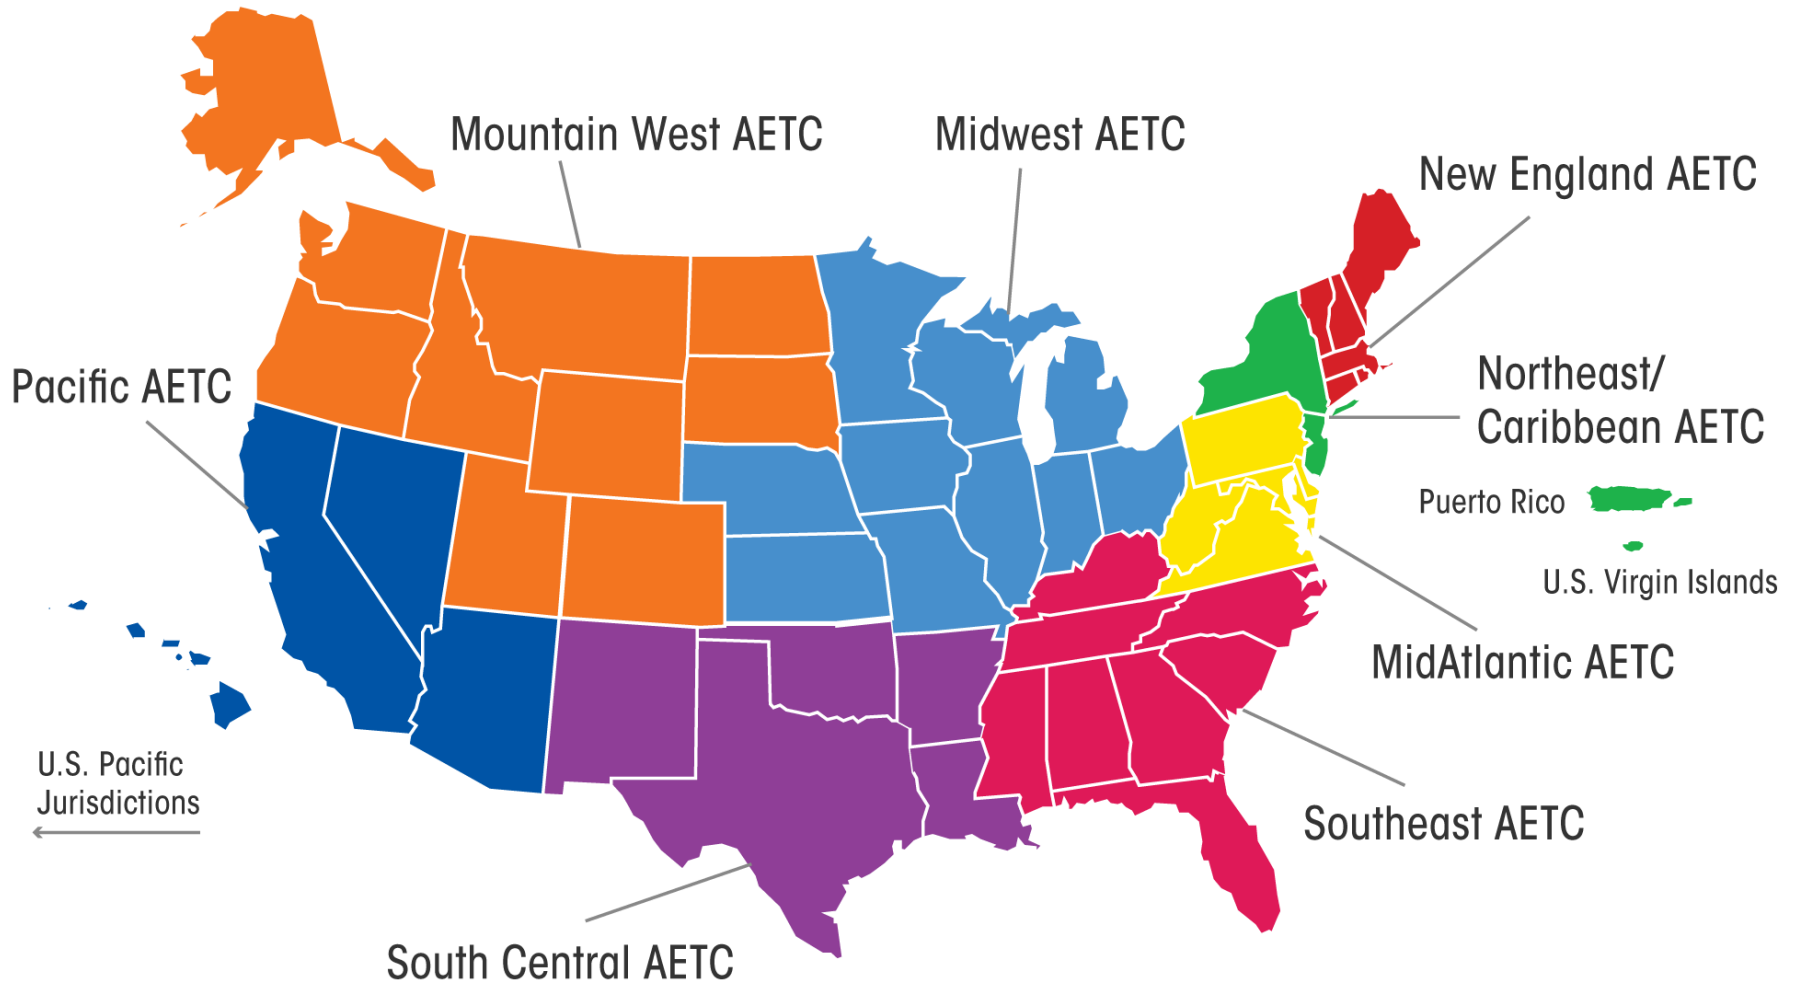 Mountain West AETC
Midwest AETC
New England AETC
Pacific AETC
Northeast/
Caribbean AETC
Puerto Rico
U.S. Virgin Islands
MidAtlantic AETC
U.S. Pacific
Jurisdictions
Southeast AETC
South Central AETC